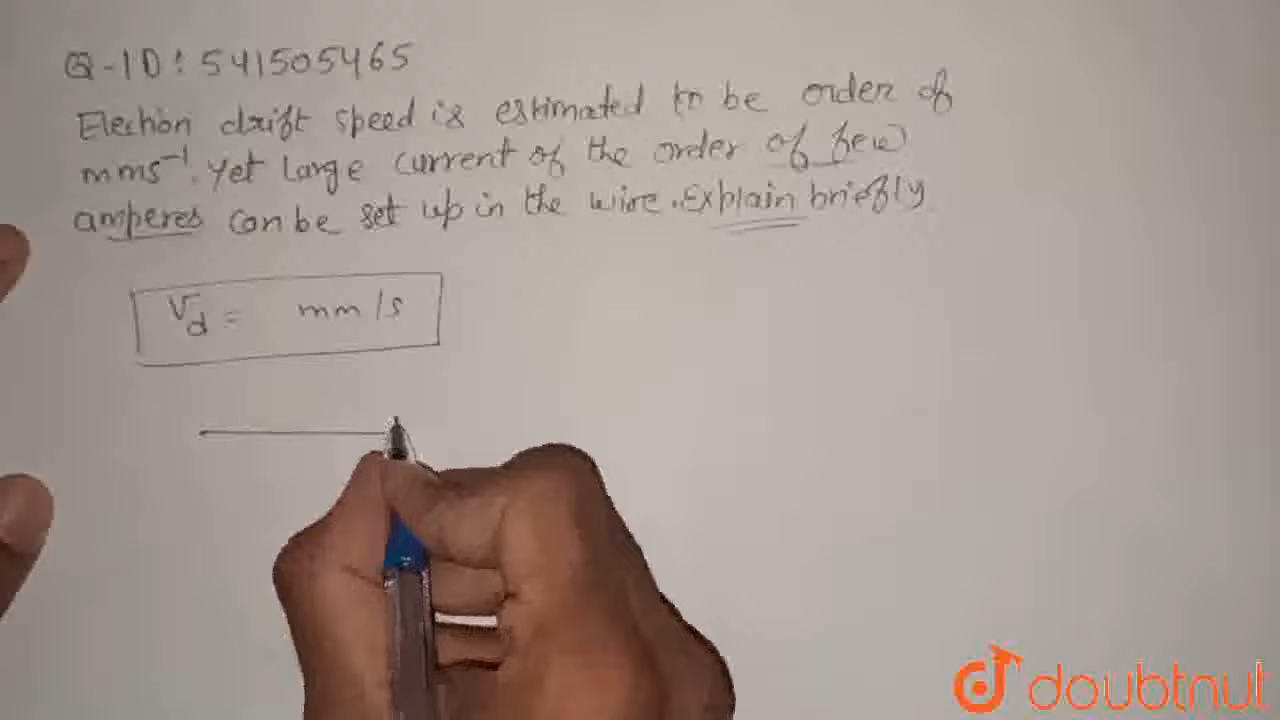 Q-ID: 541505465
Electron drift speed is estimated to be order of
mms⁻¹. Yet large current of the order of few
amperes can be set up in the wire. Explain briefly
Vd = mm/s
doubtnut